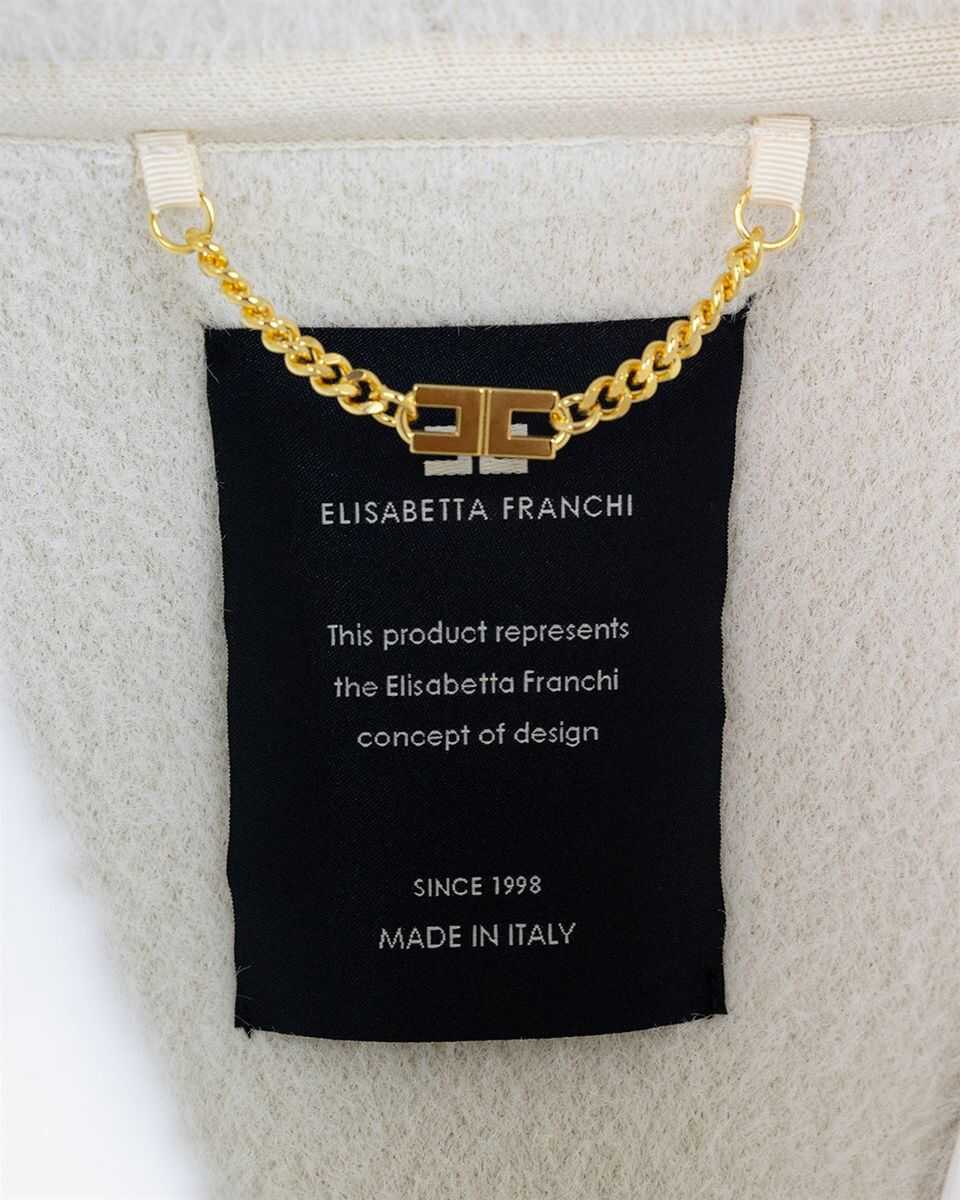 ELISABETTA FRANCHI
This product represents
the Elisabetta Franchi
concept of design
SINCE 1998
MADE IN ITALY